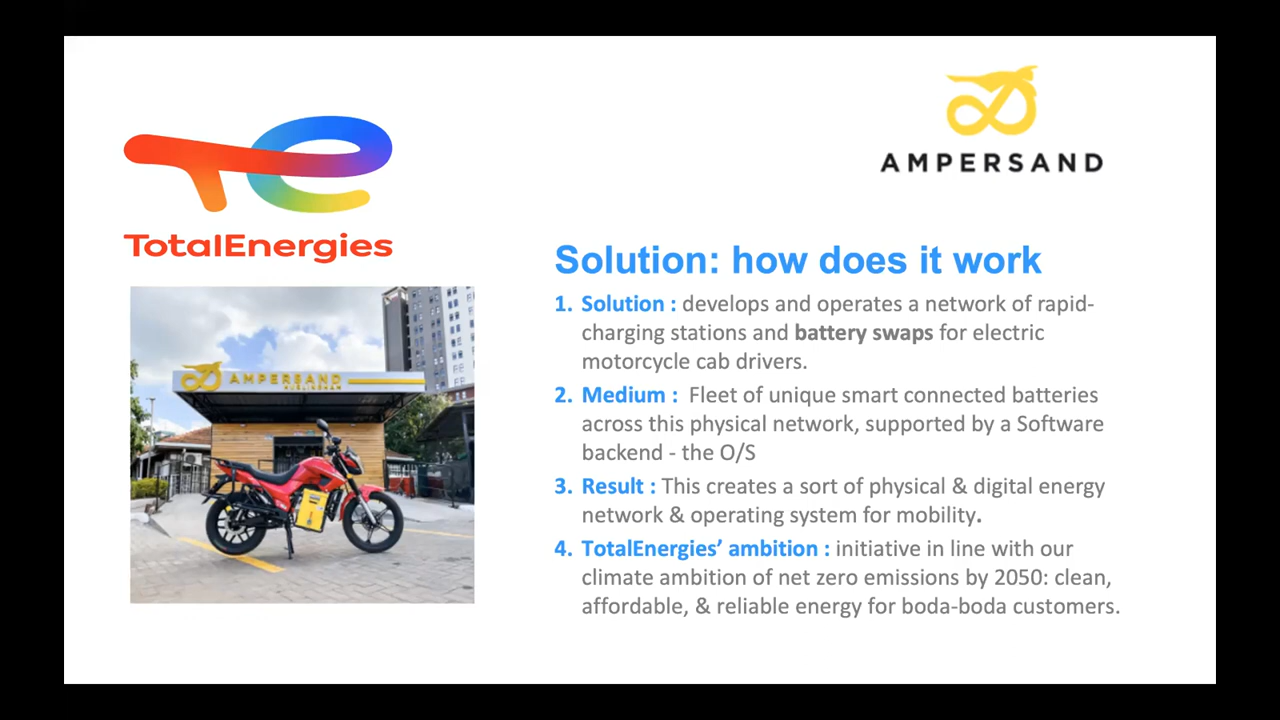 AMPERSAND
TotalEnergies
Solution: how does it work
1. Solution : develops and operates a network of rapid-
charging stations and battery swaps for electric
motorcycle cab drivers.
2. Medium : Fleet of unique smart connected batteries
across this physical network, supported by a Software
backend - the O/S
3. Result : This creates a sort of physical & digital energy
network & operating system for mobility.
4. TotalEnergies’ ambition : initiative in line with our
climate ambition of net zero emissions by 2050: clean,
affordable, & reliable energy for boda-boda customers.
AMPERSAND